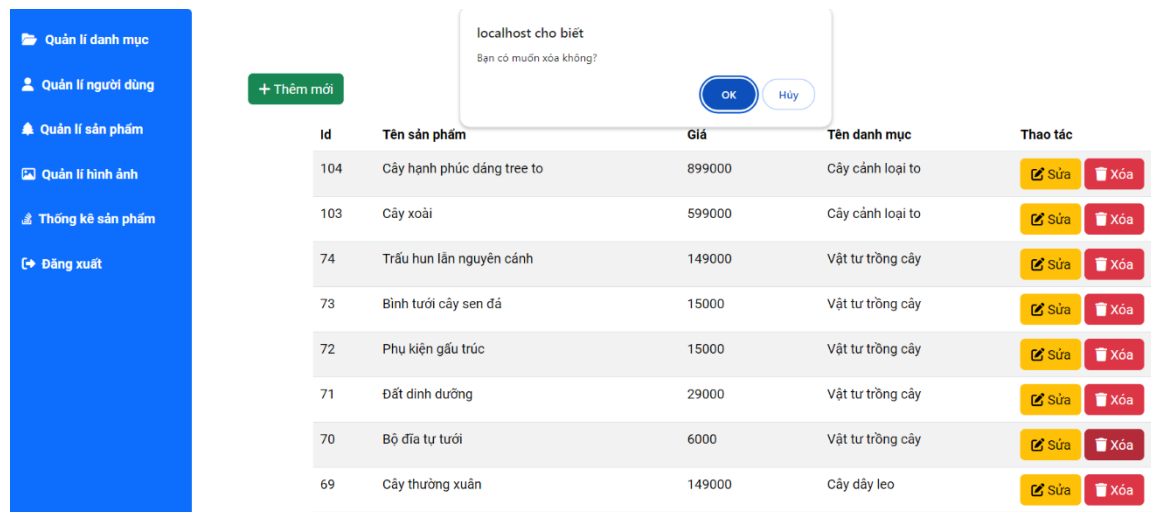 Quản lí danh mục
Quản lí người dùng
Quản lí sản phẩm
Quản lí hình ảnh
Thống kê sản phẩm
Đăng xuất
localhost cho biết
Bạn có muốn xóa không?
OK Hủy
+ Thêm mới
Id Tên sản phẩm Giá Tên danh mục Thao tác
104 Cây hạnh phúc dáng tree to 899000 Cây cảnh loại to Sửa Xóa
103 Cây xoài 599000 Cây cảnh loại to Sửa Xóa
74 Trấu hun lẫn nguyên cánh 149000 Vật tư trồng cây Sửa Xóa
73 Bình tưới cây sen đá 15000 Vật tư trồng cây Sửa Xóa
72 Phụ kiện gấu trúc 15000 Vật tư trồng cây Sửa Xóa
71 Đất dinh dưỡng 29000 Vật tư trồng cây Sửa Xóa
70 Bộ đĩa tự tưới 6000 Vật tư trồng cây Sửa Xóa
69 Cây thường xuân 149000 Cây dây leo Sửa Xóa